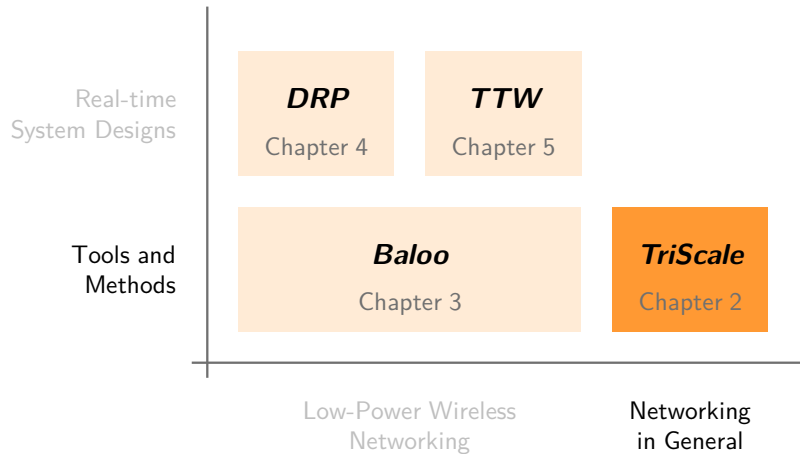 Real-time
System Designs
DRP
Chapter 4
TTW
Chapter 5
Tools and
Methods
Baloo
Chapter 3
TriScale
Chapter 2
Low-Power Wireless
Networking
Networking
in General